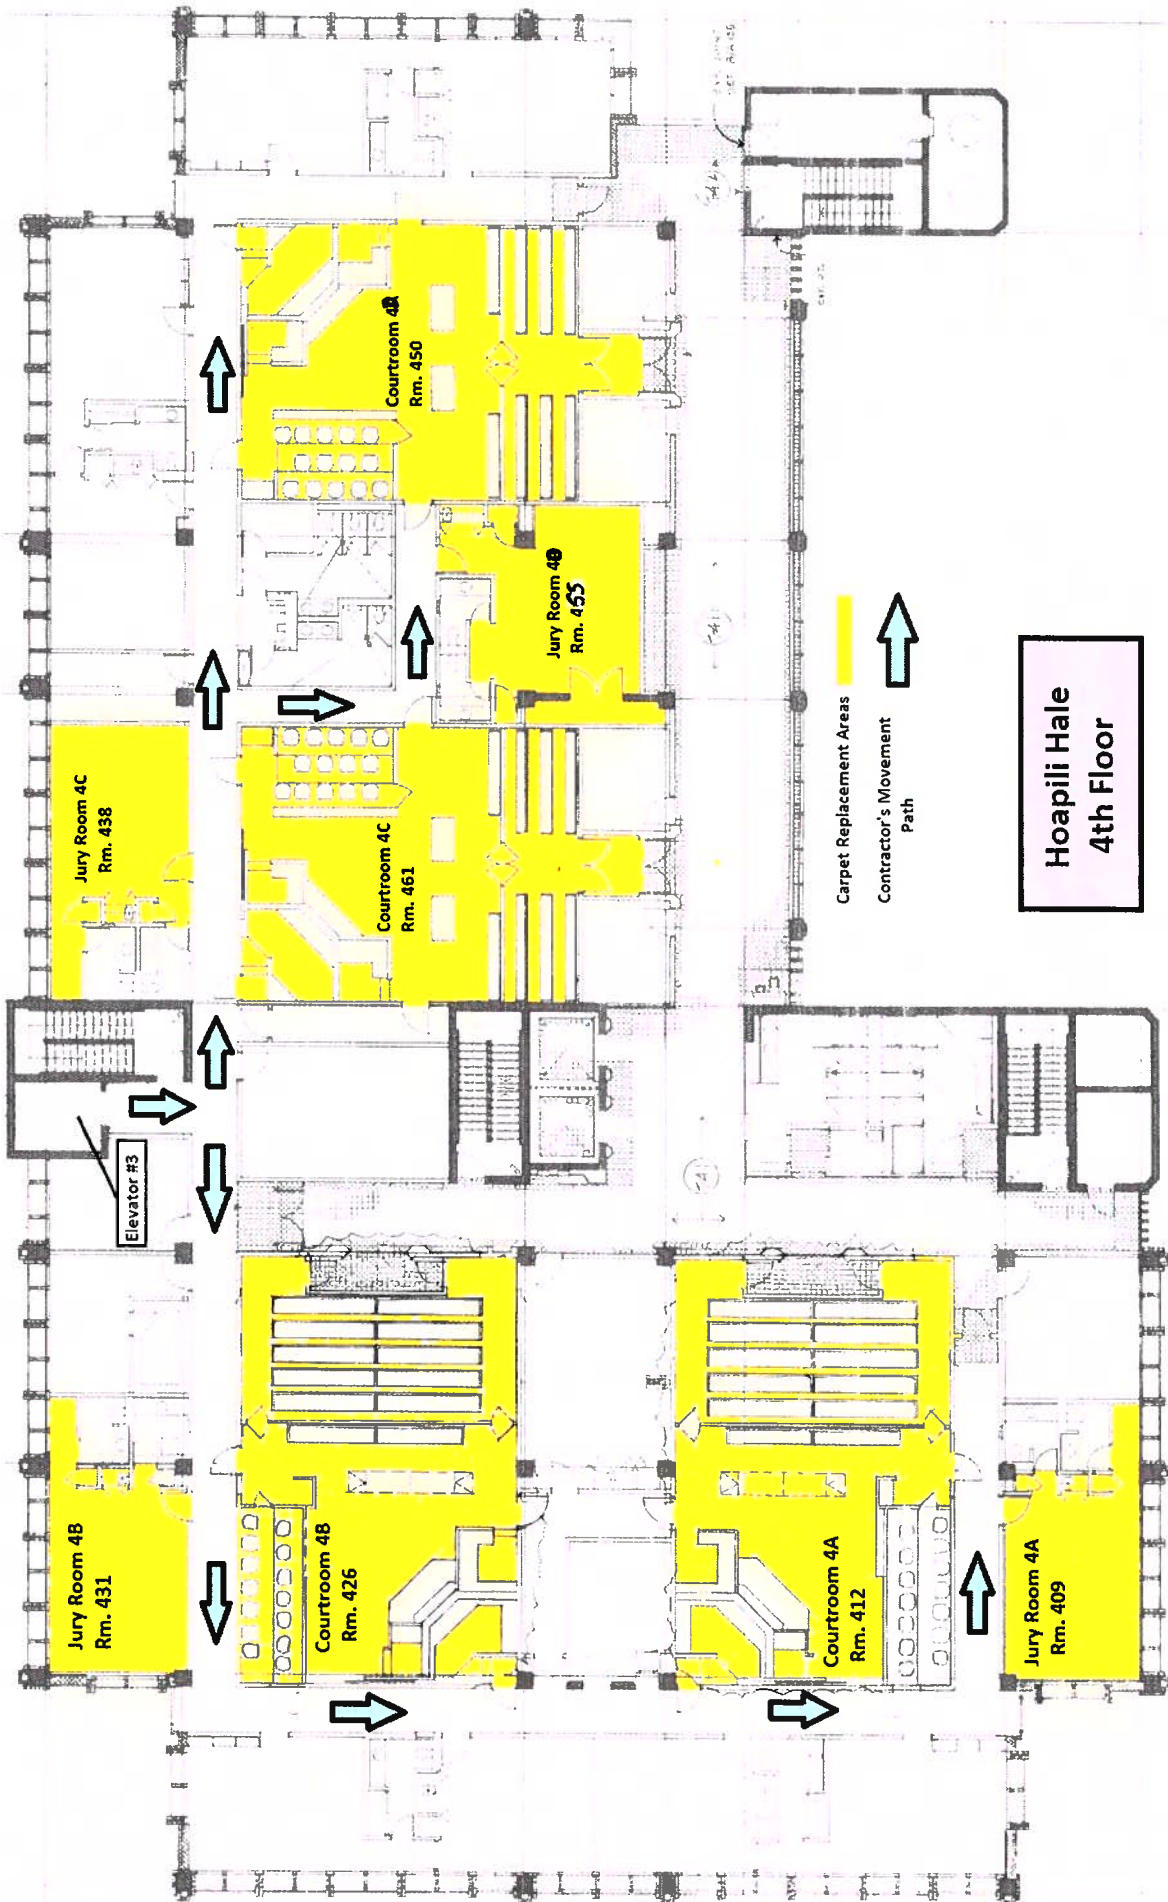 Jury Room 4B
Rm. 431
Elevator #3
Jury Room 4C
Rm. 438
Courtroom 4B
Rm. 426
Courtroom 4C
Rm. 461
Courtroom
Rm. 450
Jury Room
Rm. 455
Courtroom 4A
Rm. 412
Jury Room 4A
Rm. 409
Carpet Replacement Areas
Contractor's Movement
Path
Hoapili Hale
4th Floor